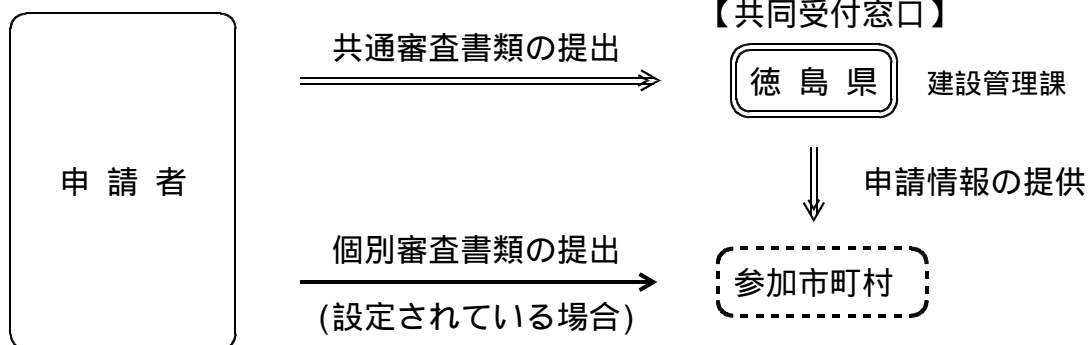 【共同受付窓口】
共通審査書類の提出
徳 島 県
建設管理課
申 請 者
申請情報の提供
個別審査書類の提出
(設定されている場合)
参加市町村